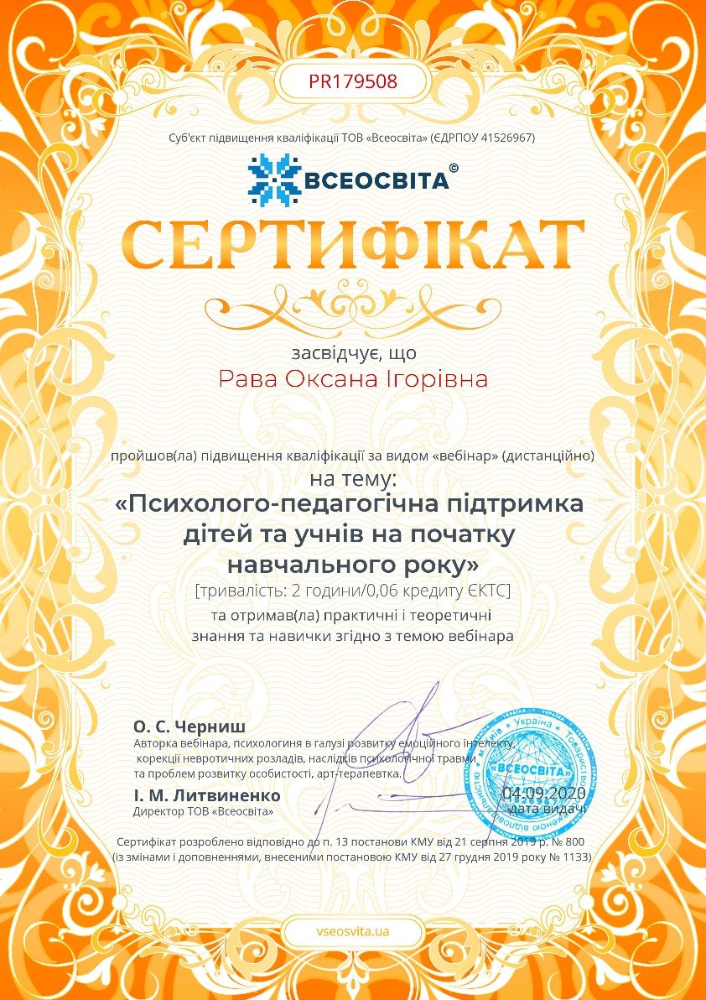 PR179508
Суб'єкт підвищення кваліфікації ТОВ «Всеосвіта» (ЄДРПОУ 41526967)
ВСЕОСВІТА©
СЕРТИФІКАТ
засвідчує, що
Рава Оксана Ігорівна
пройшов(ла) підвищення кваліфікації за видом «вебінар» (дистанційно)
на тему:
«Психолого-педагогічна підтримка
дітей та учнів на початку
навчального року»
[тривалість: 2 години/0,06 кредиту ЄКТС]
та отримав(ла) практичні і теоретичні
знання та навички згідно з темою вебінара
О. С. Черниш
Авторка вебінара, психологиня в галузі розвитку емоційного інтелекту,
корекції невротичних розладів, наслідків психологічної травми
та проблем розвитку особистості, арт-терапевтка.
І. М. Литвиненко
Директор ТОВ «Всеосвіта»
Україна
«ВСЕОСВІТА»
04.09.2020
дата видачі
Сертифікат розроблено відповідно до п. 13 постанови КМУ від 21 серпня 2019 р. № 800
(із змінами і доповненнями, внесеними постановою КМУ від 27 грудня 2019 року № 1133)
vseosvita.ua